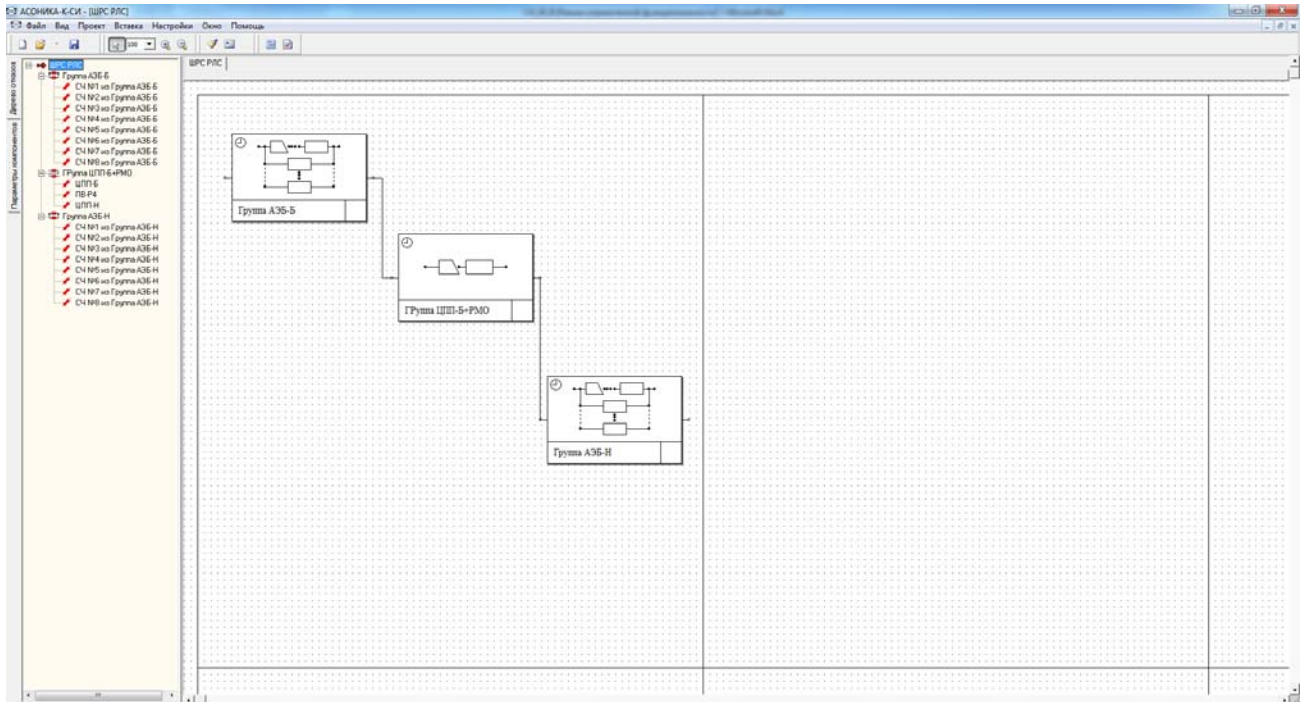 АСОНИКА-К-СИ - [ШРС РЛС]
Файл Вид Проект Вставка Настройки Окно Помощь
100
Дерево отказов
Параметры компонентов
ШРС РЛС
Группа АЭБ-Б
СЧ №1 из Группа АЭБ-Б
СЧ №2 из Группа АЭБ-Б
СЧ №3 из Группа АЭБ-Б
СЧ №4 из Группа АЭБ-Б
СЧ №5 из Группа АЭБ-Б
СЧ №6 из Группа АЭБ-Б
СЧ №7 из Группа АЭБ-Б
СЧ №8 из Группа АЭБ-Б
ГРуппа ЦПП-Б+РМО
ЦПП-Б
ПВ-Р4
ЦПП-Н
Группа АЭБ-Н
СЧ №1 из Группа АЭБ-Н
СЧ №2 из Группа АЭБ-Н
СЧ №3 из Группа АЭБ-Н
СЧ №4 из Группа АЭБ-Н
СЧ №5 из Группа АЭБ-Н
СЧ №6 из Группа АЭБ-Н
СЧ №7 из Группа АЭБ-Н
СЧ №8 из Группа АЭБ-Н
ШРС РЛС
Группа АЭБ-Б
ГРуппа ЦПП-Б+РМО
Группа АЭБ-Н